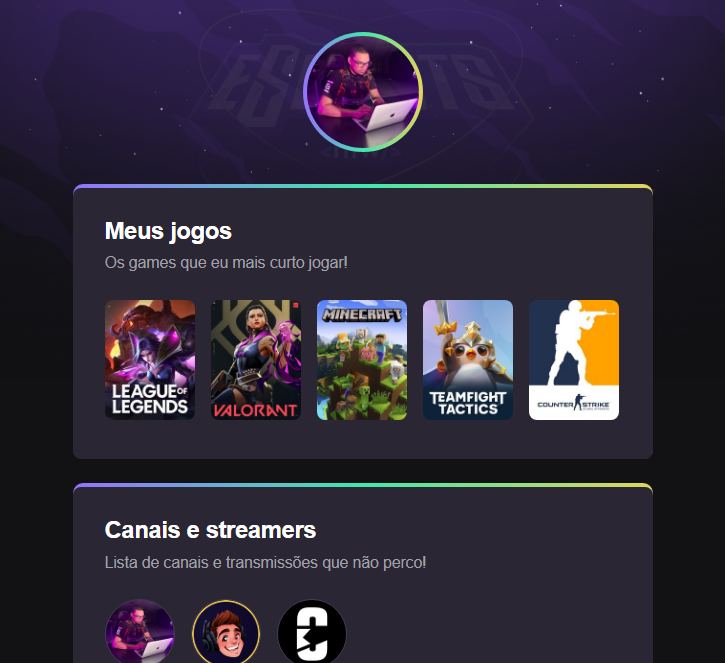 ESPORTS
Meus jogos
Os games que eu mais curto jogar!
LEAGUE OF
LEGENDS
VALORANT
MINECRAFT
TEAMFIGHT
TACTICS
COUNTER STRIKE
Canais e streamers
Lista de canais e transmissões que não perco!